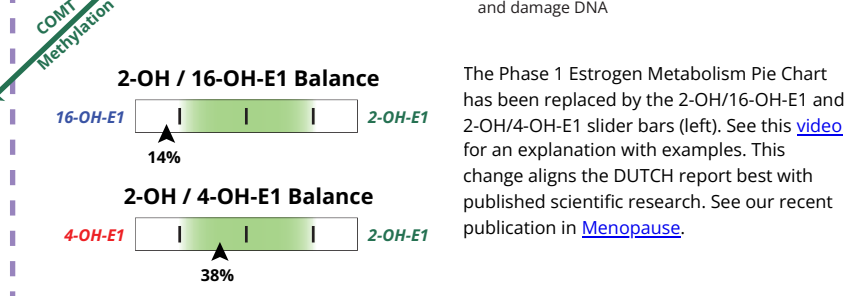 COMT
Methylation
and damage DNA
2-OH / 16-OH-E1 Balance
16-OH-E1
2-OH-E1
14%
2-OH / 4-OH-E1 Balance
4-OH-E1
2-OH-E1
38%
The Phase 1 Estrogen Metabolism Pie Chart
has been replaced by the 2-OH/16-OH-E1 and
2-OH/4-OH-E1 slider bars (left). See this video
for an explanation with examples. This
change aligns the DUTCH report best with
published scientific research. See our recent
publication in Menopause.